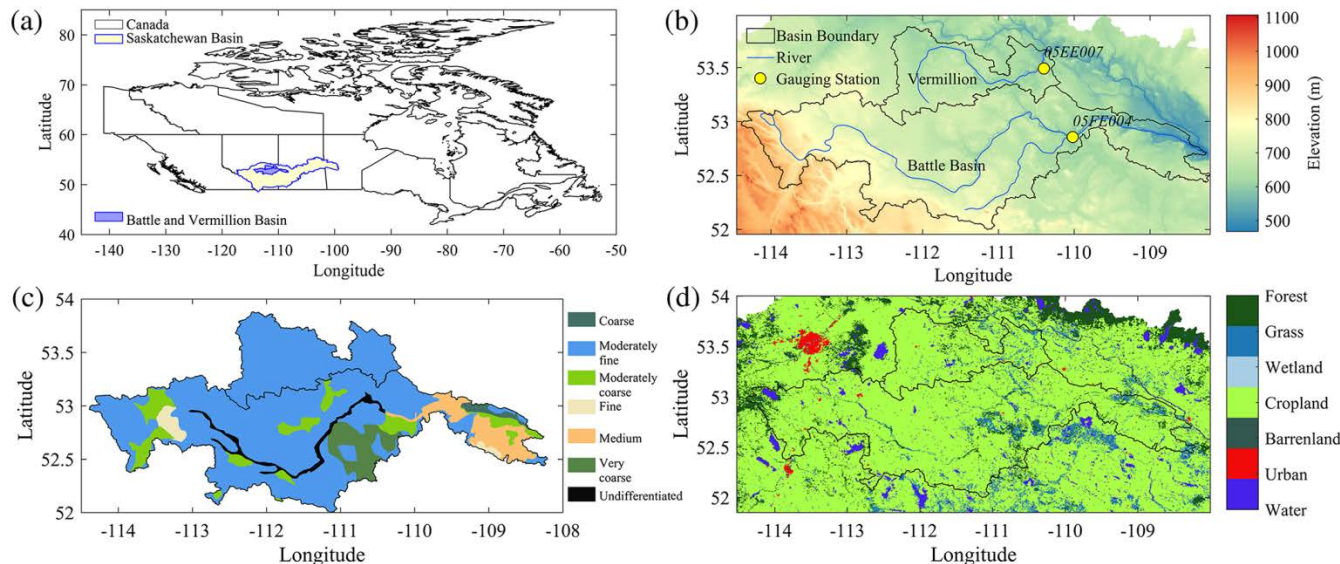 (a)
Canada
Saskatchewan Basin
Battle and Vermillion Basin
Latitude
85
75
70
60
50
40
-140 -130 -120 -110 -100 -90 -80 -70 -60 -50
Longitude
(b)
Basin Boundary
River
Gauging Station
05EE007
Vermillion
05FE004
Battle Basin
Latitude
53.5
53
52.5
52
-114 -113 -112 -111 -110 -109
Longitude
1100
1000
900
800
700
600
500
Elevation (m)
(c)
Latitude
54
53.5
53
52.5
52
-114 -113 -112 -111 -110 -109 -108
Longitude
Coarse
Moderately
fine
Moderately
coarse
Fine
Medium
Very
coarse
Undifferentiated
(d)
Latitude
54
53.5
53
52.5
52
-114 -113 -112 -111 -110 -109
Longitude
Forest
Grass
Wetland
Cropland
Barrenland
Urban
Water